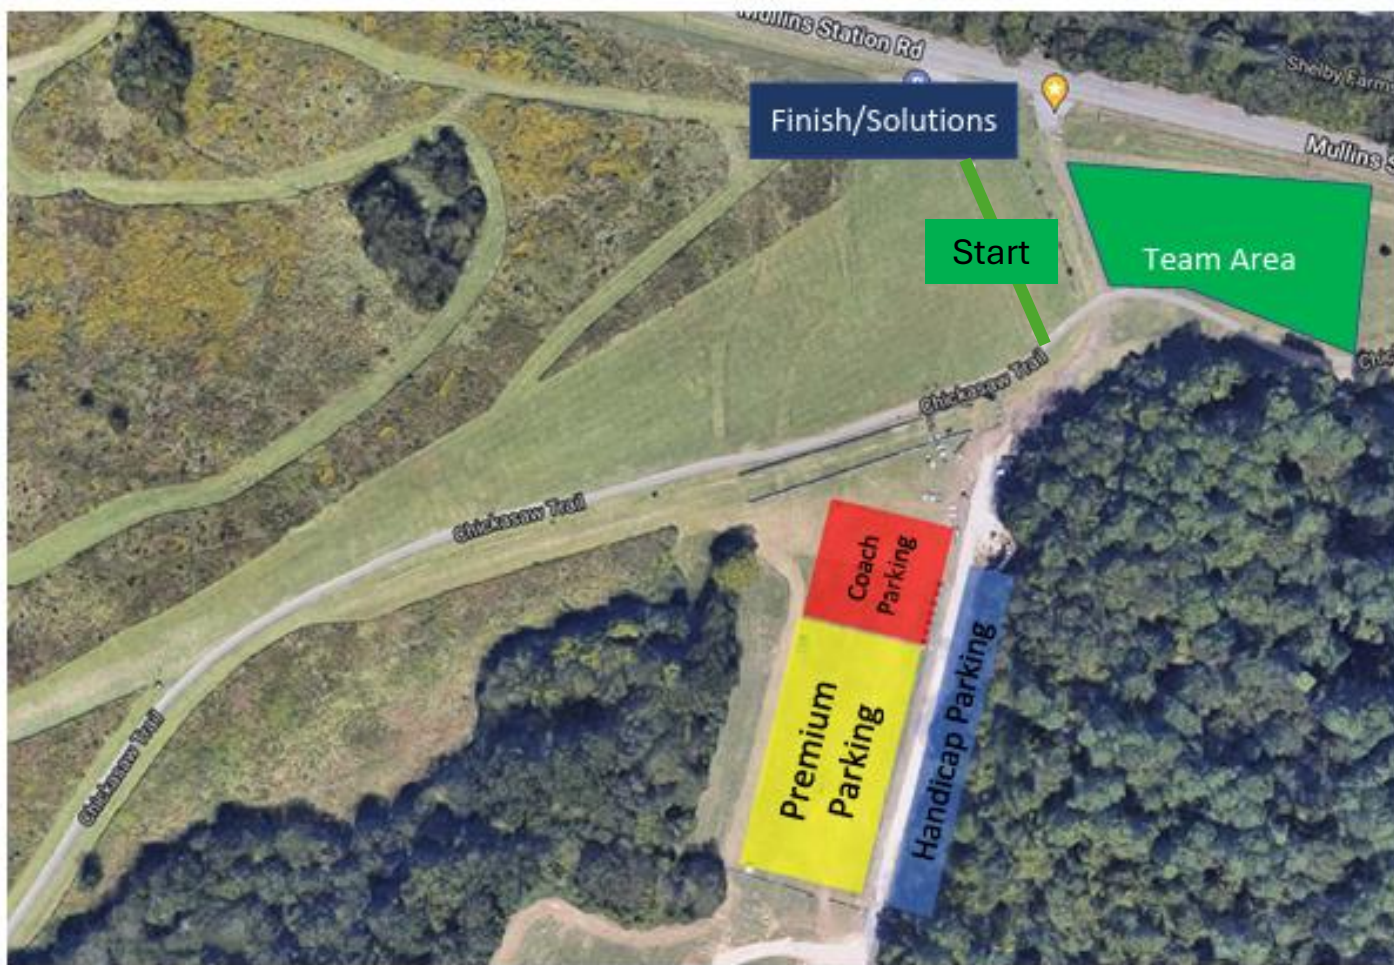 Mullins Station Rd
Shelby Farms
Finish/Solutions
Mullins S
Start
Team Area
Chickasaw Trail
Chickasaw Trail
Coach
Parking
Premium
Parking
Handicap Parking
Chickasaw Trail